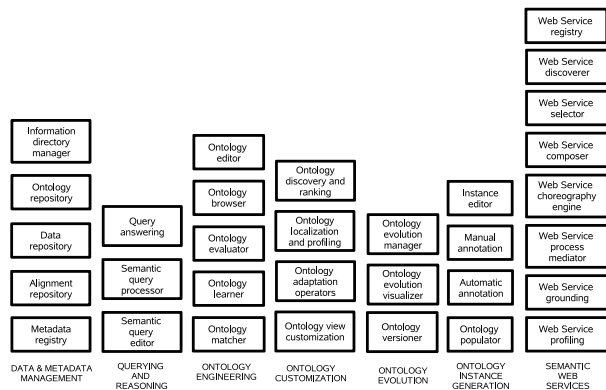 Information
directory
manager
Ontology
repository
Data
repository
Alignment
repository
Metadata
registry
DATA & METADATA
MANAGEMENT
Query
answering
Semantic
query
processor
Semantic
query
editor
QUERYING
AND
REASONING
Ontology
editor
Ontology
browser
Ontology
evaluator
Ontology
learner
Ontology
matcher
ONTOLOGY
ENGINEERING
Ontology
discovery and
ranking
Ontology
localization
and profiling
Ontology
adaptation
operators
Ontology view
customization
ONTOLOGY
CUSTOMIZATION
Ontology
evolution
manager
Ontology
evolution
visualizer
Ontology
versioner
ONTOLOGY
EVOLUTION
Instance
editor
Manual
annotation
Automatic
annotation
Ontology
populator
ONTOLOGY
INSTANCE
GENERATION
Web Service
registry
Web Service
discoverer
Web Service
selector
Web Service
composer
Web Service
choreography
engine
Web Service
process
mediator
Web Service
grounding
Web Service
profiling
SEMANTIC
WEB
SERVICES